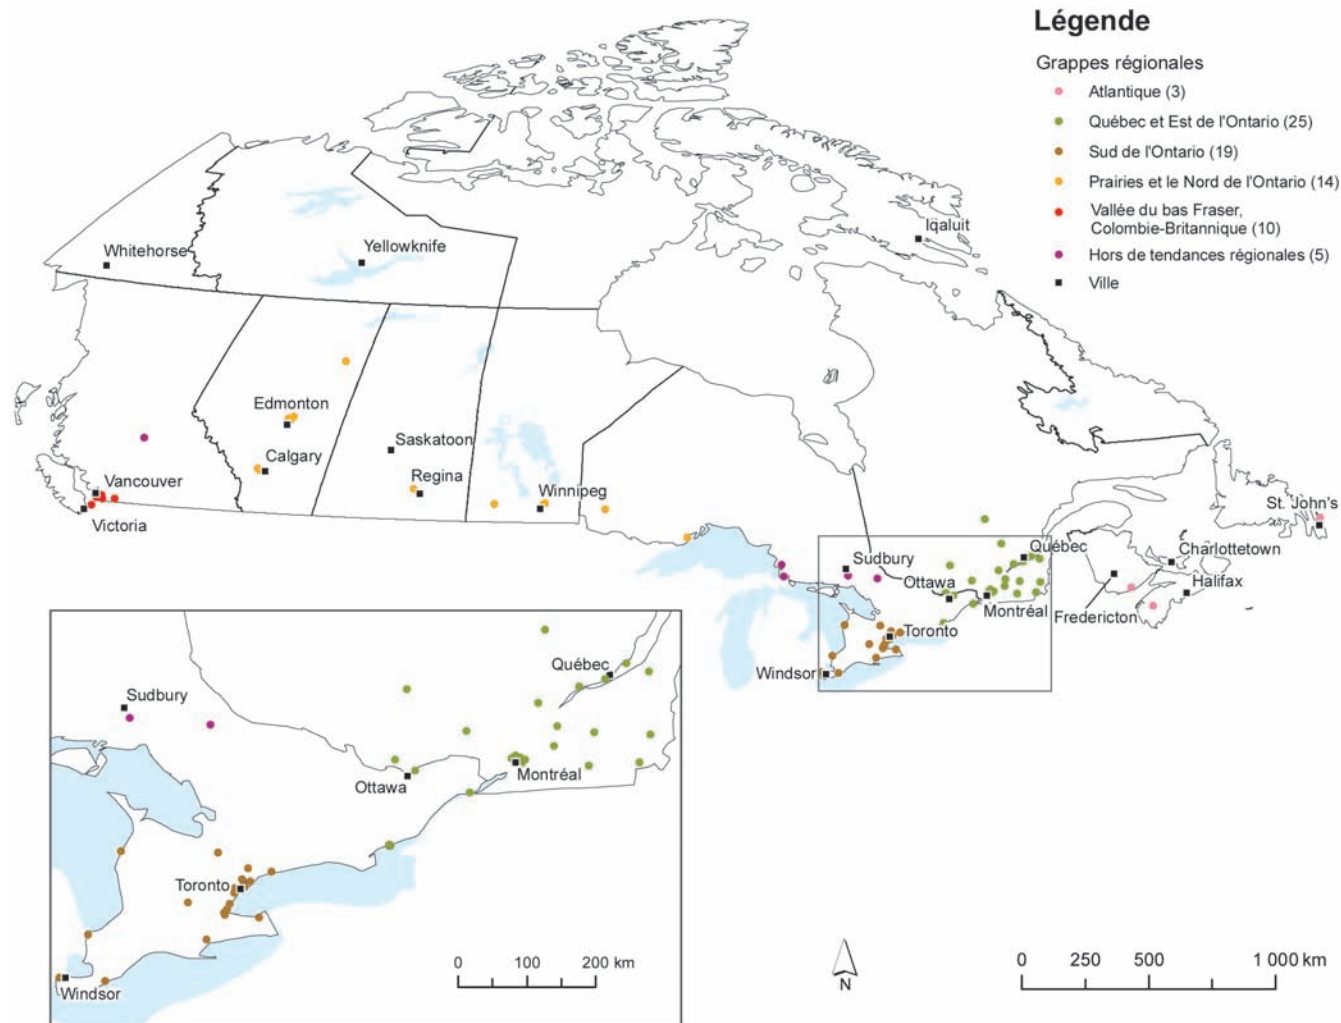 Légende
Grappes régionales
Atlantique (3)
Québec et Est de l'Ontario (25)
Sud de l'Ontario (19)
Prairies et le Nord de l'Ontario (14)
Vallée du bas Fraser,
Colombie-Britannique (10)
Hors de tendances régionales (5)
Ville
Whitehorse
Yellowknife
Iqaluit
Edmonton
Calgary
Saskatoon
Regina
Winnipeg
Vancouver
Victoria
St. John's
Québec
Charlottetown
Sudbury
Ottawa
Halifax
Montréal
Fredericton
Toronto
Windsor
Québec
Sudbury
Ottawa
Montréal
Toronto
Windsor
0 100 200 km
N
0 250 500 1 000 km